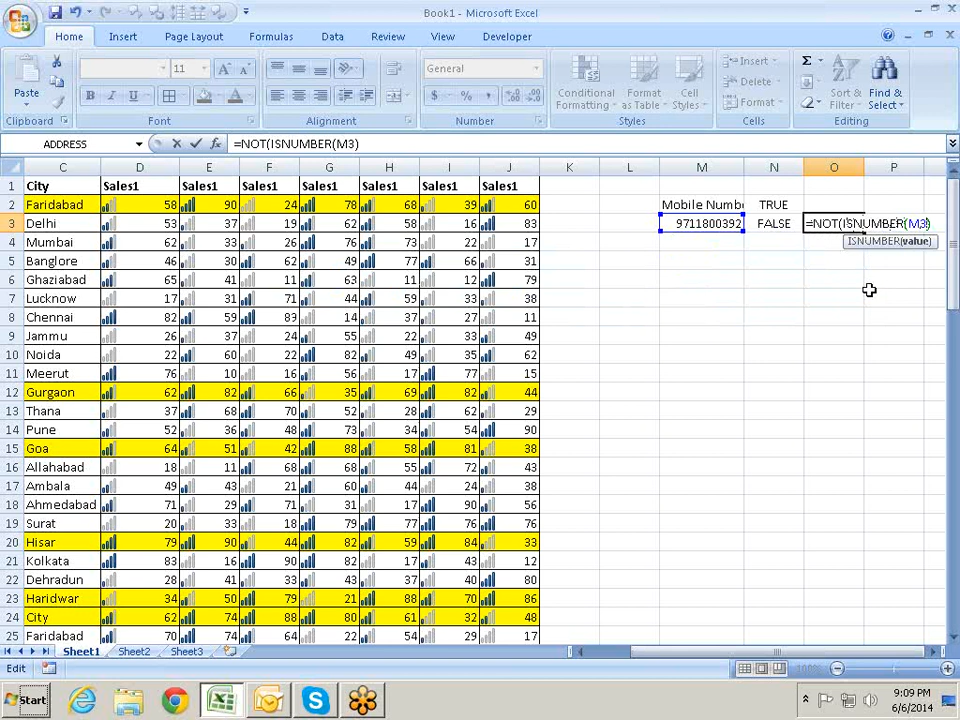 Book1 - Microsoft Excel
Home Insert Page Layout Formulas Data Review View Developer
Paste
11
General
Conditional Formatting
Format as Table
Cell Styles
Insert
Delete
Format
Sort & Filter
Find & Select
Clipboard Font Alignment Number Styles Cells Editing
ADDRESS =NOT(ISNUMBER(M3)
C D E F G H I J K L M N O P
1 City Sales1 Sales1 Sales1 Sales1 Sales1 Sales1 Sales1
2 Faridabad 58 90 24 78 68 39 60 Mobile Numb TRUE
3 Delhi 53 37 19 62 31 58 83 9711800392 FALSE =NOT(ISNUMBER(M3)
4 Mumbai 62 33 26 76 73 22 17 ISNUMBER(value)
5 Banglore 46 30 62 49 77 66 31
6 Ghaziabad 65 41 11 63 11 12 79
7 Lucknow 17 31 71 44 59 33 38
8 Chennai 82 59 89 14 37 27 11
9 Jammu 26 37 24 55 22 33 49
10 Noida 22 60 22 82 49 35 62
11 Meerut 76 10 16 56 17 77 15
12 Gurgaon 62 82 66 35 69 82 44
13 Thana 37 68 70 52 28 62 29
14 Pune 52 36 48 73 34 54 90
15 Goa 64 51 42 88 58 81 38
16 Allahabad 18 11 68 68 55 72 43
17 Ambala 49 43 21 60 44 24 38
18 Ahmedabad 71 29 71 31 17 90 56
19 Surat 20 33 18 79 77 76 76
20 Hisar 79 90 44 82 59 84 33
21 Kolkata 83 16 90 82 17 43 12
22 Dehradun 28 41 33 43 37 40 80
23 Haridwar 34 50 79 21 88 70 86
24 City 62 74 88 80 61 32 48
25 Faridabad 70 74 64 22 54 29 17
Sheet1 Sheet2 Sheet3
Edit 100%
Start
9:09 PM
6/6/2014